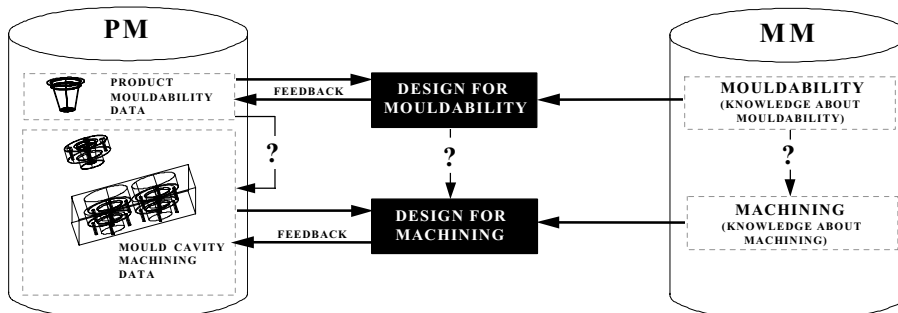 PM
MM
PRODUCT
MOULDABILITY
DATA
FEEDBACK
DESIGN FOR
MOULDABILITY
MOULDABILITY
(KNOWLEDGE ABOUT
MOULDABILITY)
?
?
?
MOULD CAVITY
MACHINING
DATA
FEEDBACK
DESIGN FOR
MACHINING
MACHINING
(KNOWLEDGE ABOUT
MACHINING)